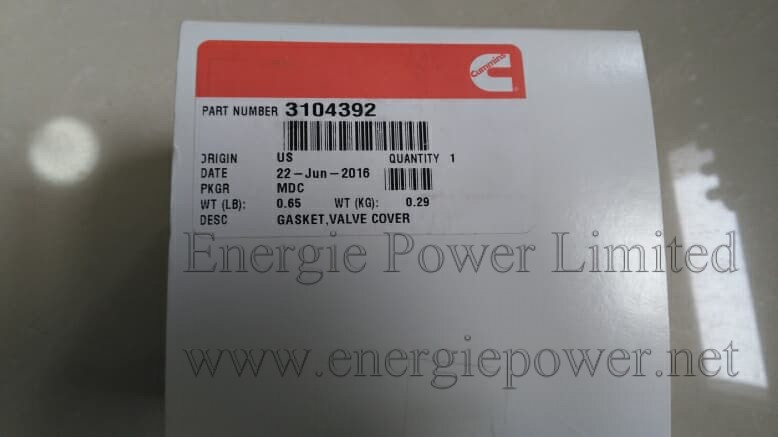 Cummins
PART NUMBER 3104392
ORIGIN US QUANTITY 1
DATE 22-Jun-2016
PKGR MDC
WT (LB): 0.65 WT (KG): 0.29
DESC GASKET,VALVE COVER
Energie Power Limited
www.energiepower.net